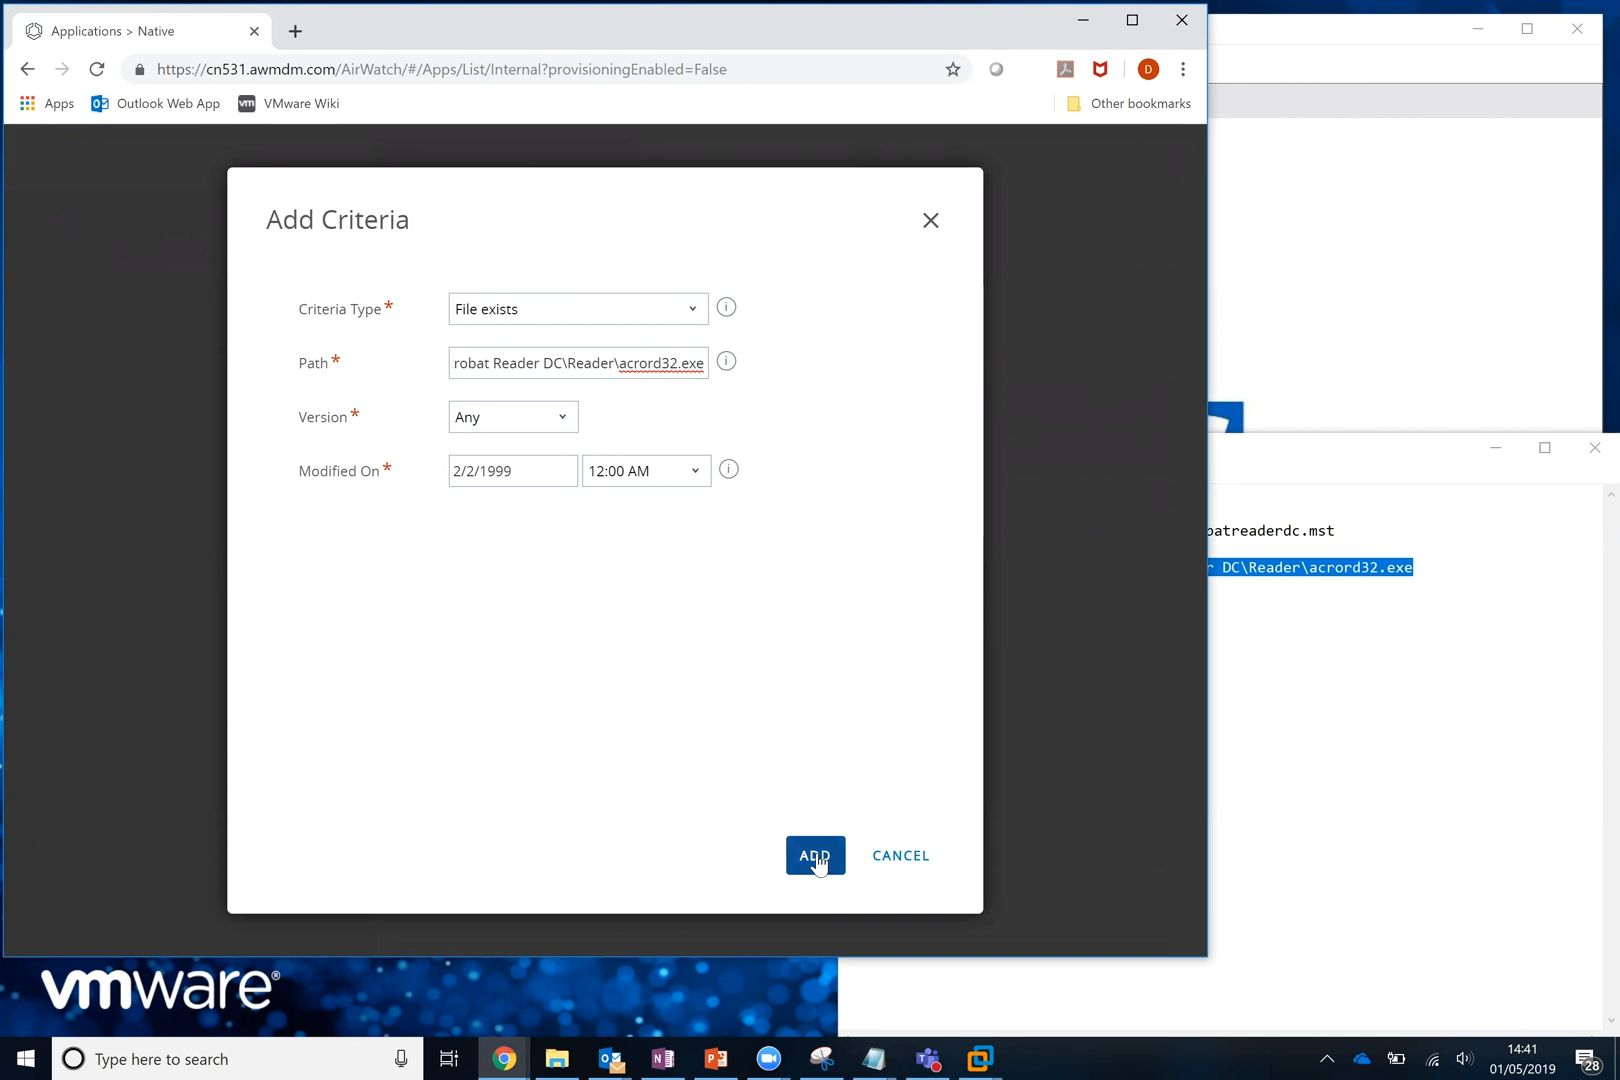 Applications > Native
https://cn531.awmdm.com/AirWatch/#/Apps/List/Internal?provisioningEnabled=False
D
Apps
Outlook Web App
vm
VMware Wiki
Other bookmarks
Add Criteria
Criteria Type*
File exists
Path*
robat Reader DC\Reader\acrord32.exe
Version*
Any
Modified On*
2/2/1999
12:00 AM
ADD
CANCEL
batreaderdc.mst
r DC\Reader\acrord32.exe
vmware®
Type here to search
14:41
01/05/2019
28